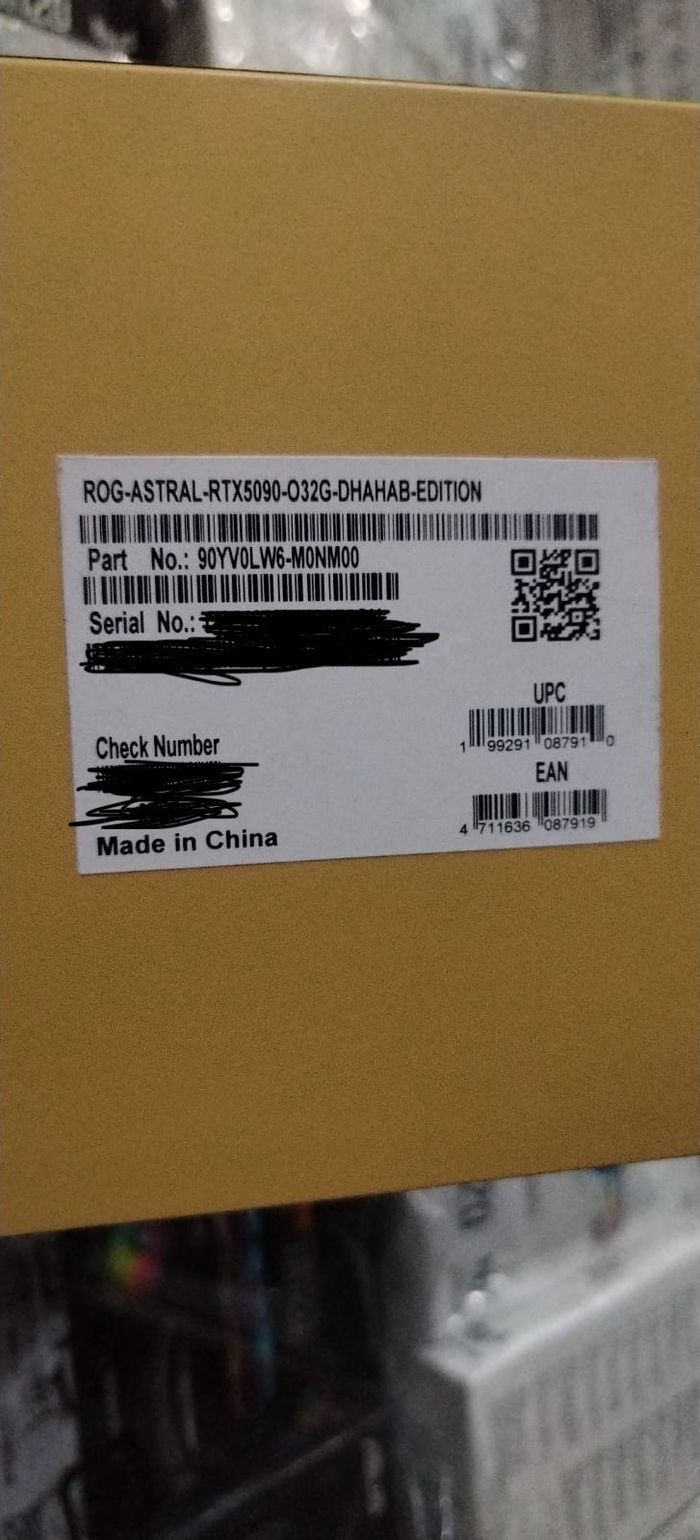 ROG-ASTRAL-RTX5090-O32G-DHAHAB-EDITION
Part No.: 90YV0LW6-M0NM00
Serial No.:
UPC
1 99291 08791 0
Check Number
EAN
4 711636 087919
Made in China